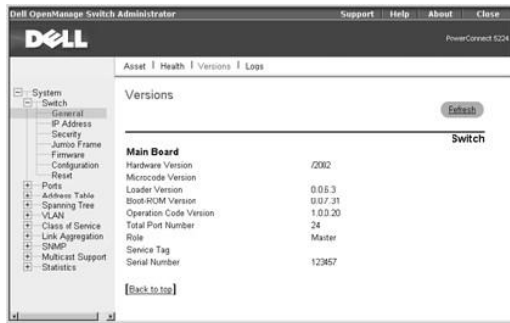 Dell OpenManage Switch Administrator Support Help About Close
DELL
PowerConnect 5224
Asset | Health | Versions | Logs
System
Switch
General
IP Address
Security
Jumbo Frame
Firmware
Configuration
Reset
Ports
Address Table
Spanning Tree
VLAN
Class of Service
Link Aggregation
SNMP
Multicast Support
Statistics
Versions
Refresh
Switch
Main Board
Hardware Version /2002
Microcode Version
Loader Version 0.0.6.3
Boot-ROM Version 0.0.7.31
Operation Code Version 1.0.0.20
Total Port Number 24
Role Master
Service Tag
Serial Number 123457
[Back to top]